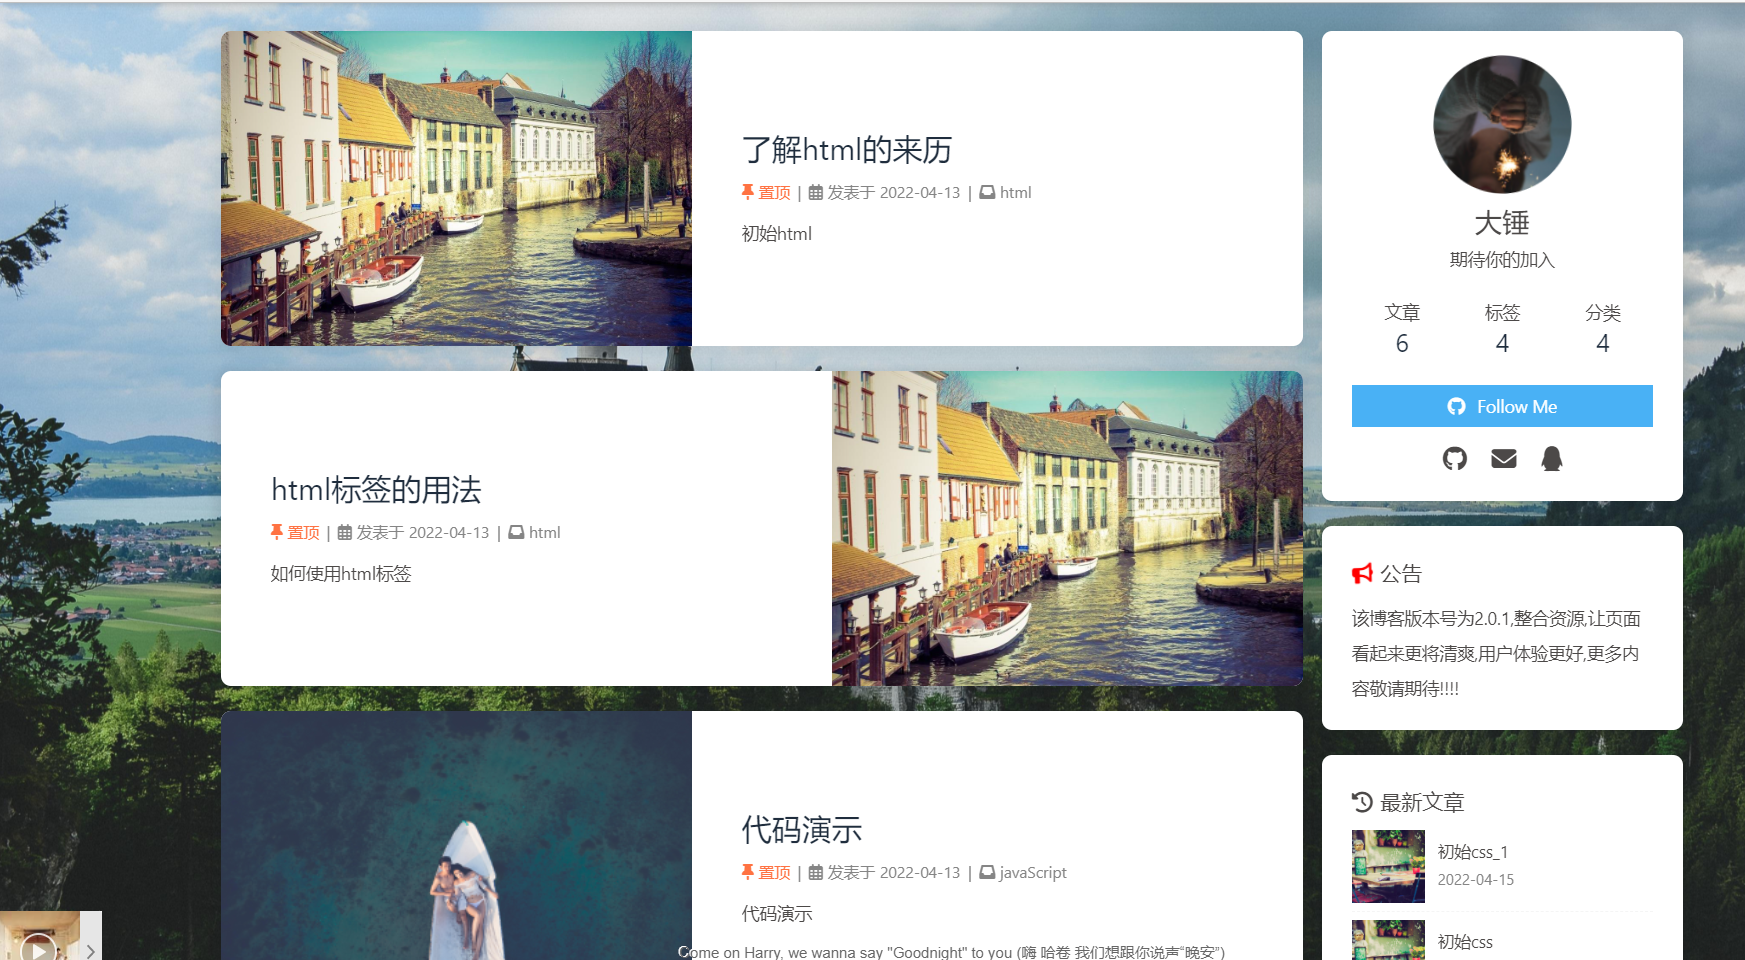 了解html的来历
置顶 | 发表于 2022-04-13 | html
初始html
html标签的用法
置顶 | 发表于 2022-04-13 | html
如何使用html标签
代码演示
置顶 | 发表于 2022-04-13 | javaScript
代码演示
Come on Harry, we wanna say "Goodnight" to you (嗨 哈卷 我们想跟你说声“晚安”)
大锤
期待你的加入
文章 标签 分类
6 4 4
Follow Me
公告
该博客版本号为2.0.1,整合资源,让页面
看起来更将清爽,用户体验更好,更多内
容敬请期待!!!!
最新文章
初始css_1
2022-04-15
初始css